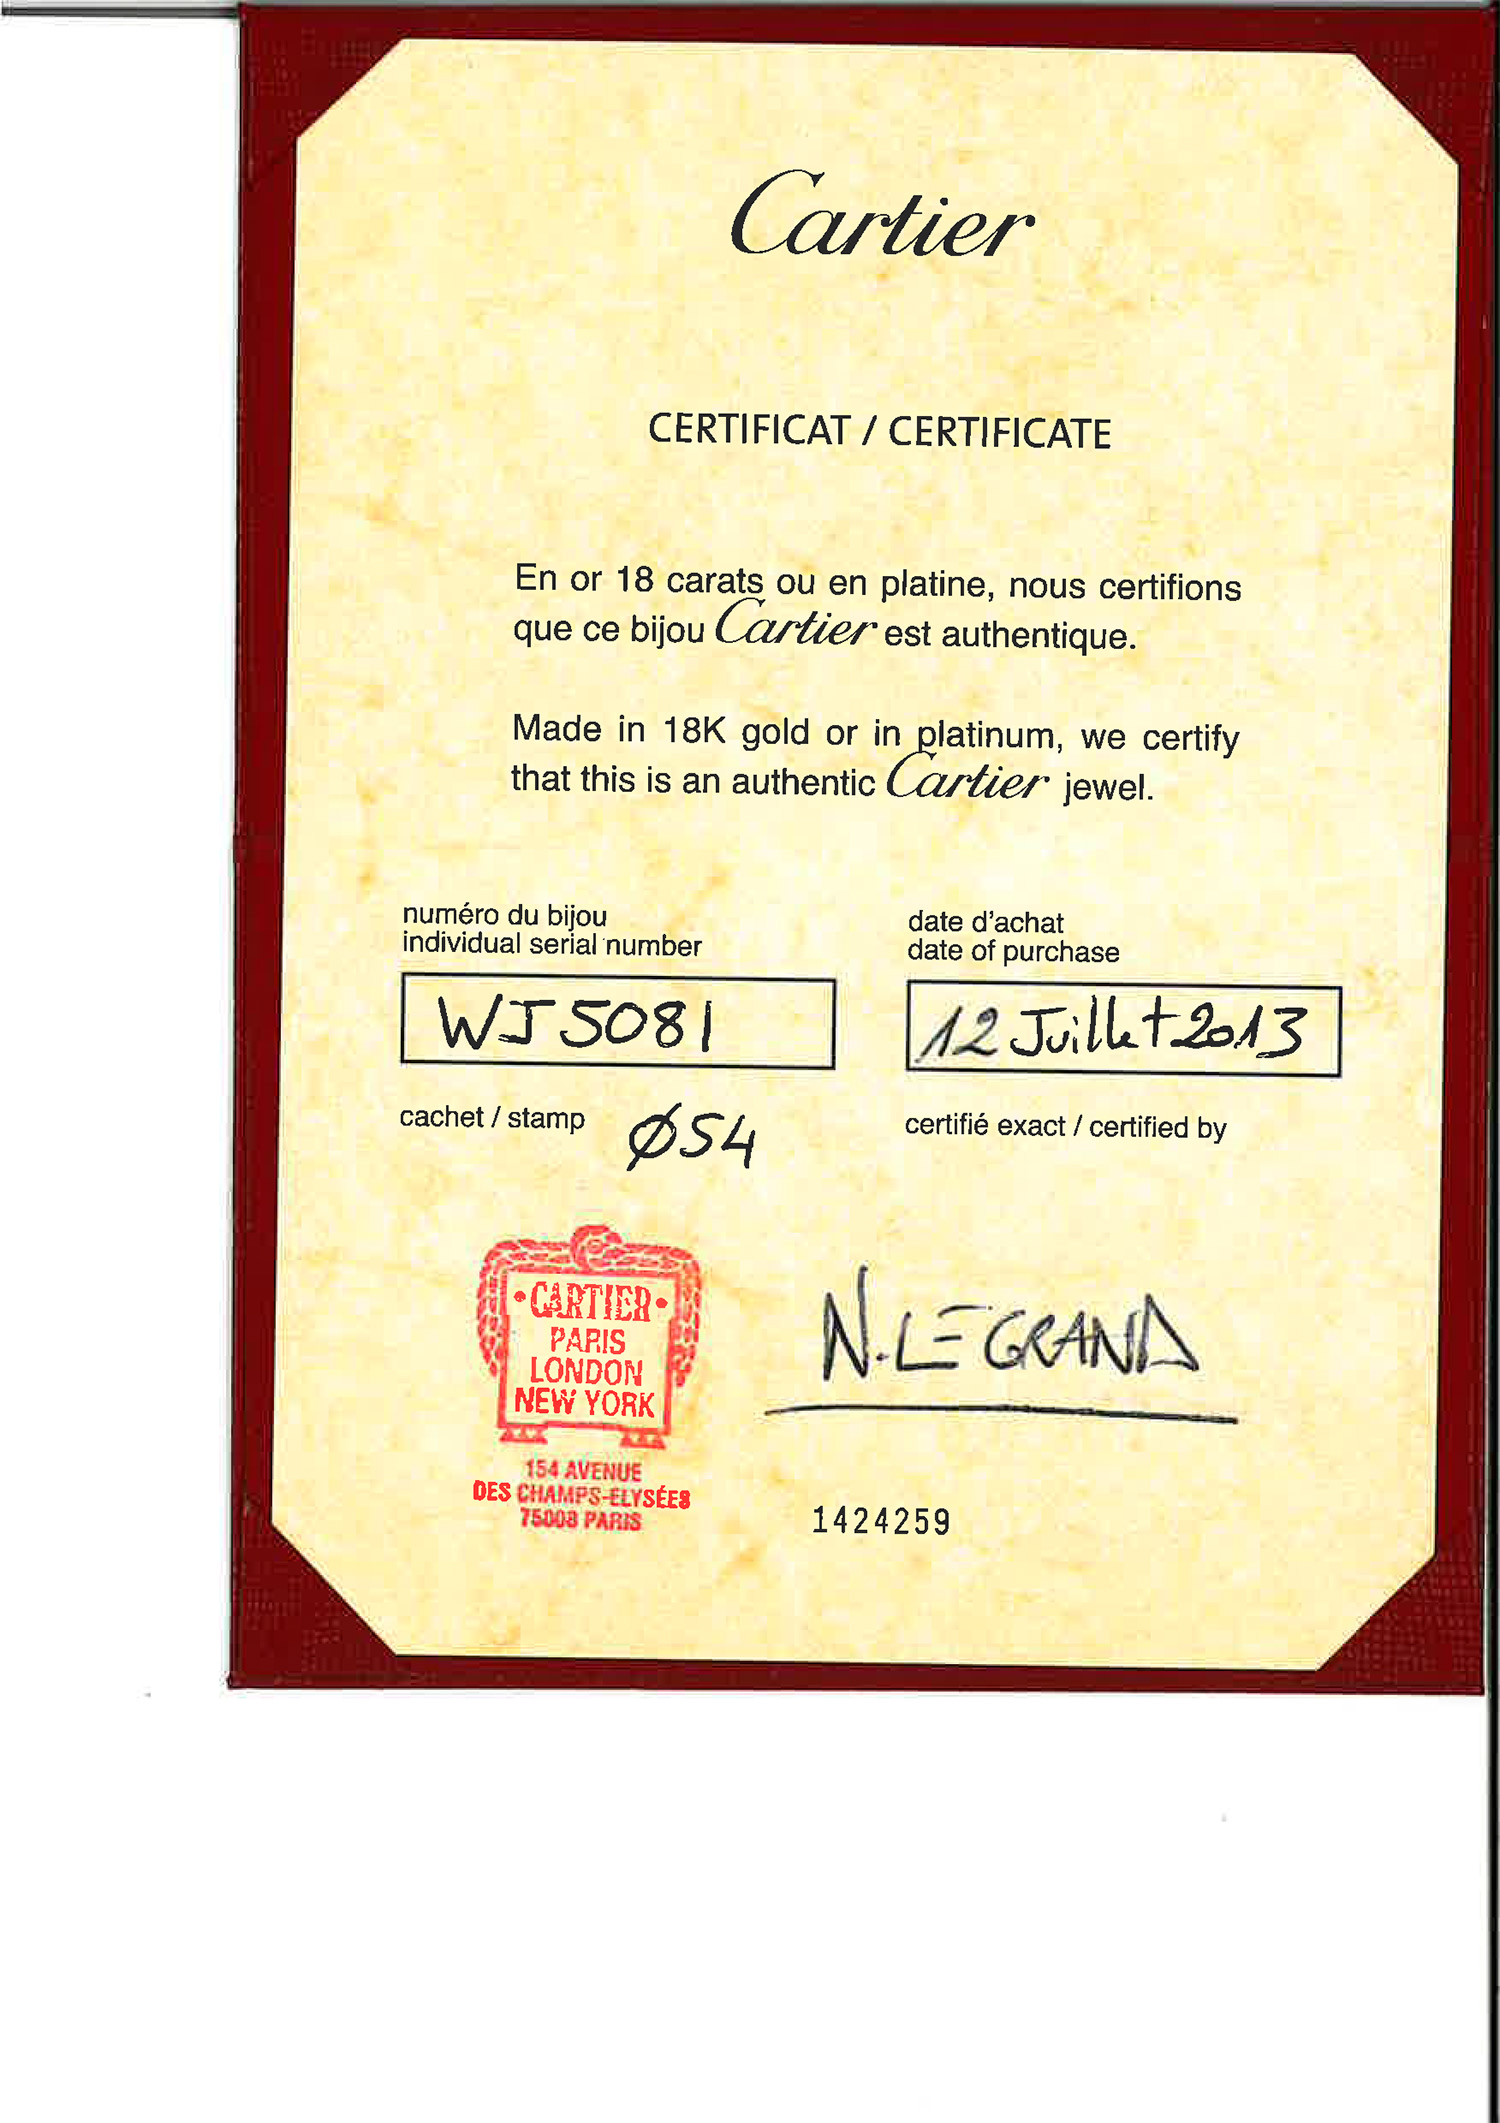 Cartier
CERTIFICAT / CERTIFICATE
En or 18 carats ou en platine, nous certifions
que ce bijou Cartier est authentique.
Made in 18K gold or in platinum, we certify
that this is an authentic Cartier jewel.
numéro du bijou
individual serial number
WJ5081
date d'achat
date of purchase
12 Juillet 2013
cachet / stamp Ø54
certifié exact / certified by
• CARTIER •
PARIS
LONDON
NEW YORK
154 AVENUE
DES CHAMPS-ELYSÉES
75008 PARIS
N. LEGRAND
1424259